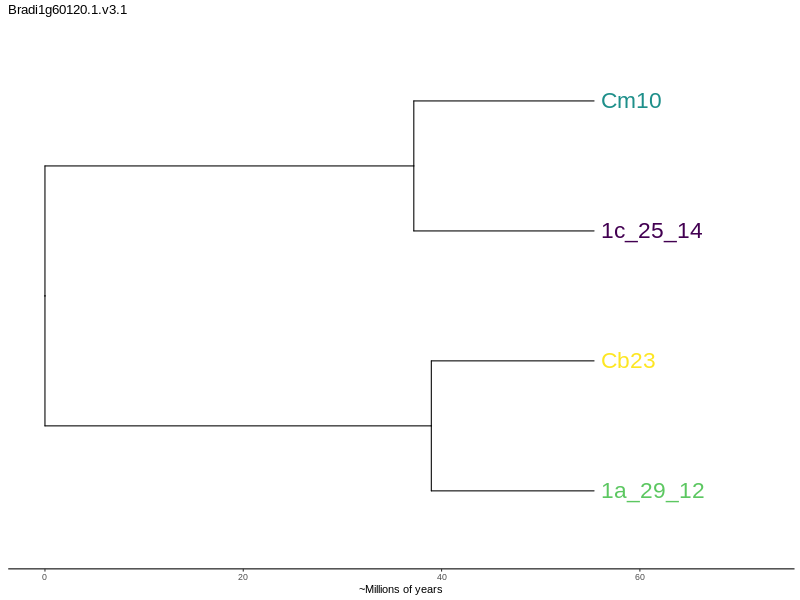 Bradi1g60120.1.v3.1
Cm10
1c_25_14
Cb23
1a_29_12
0 20 40 60
~Millions of years